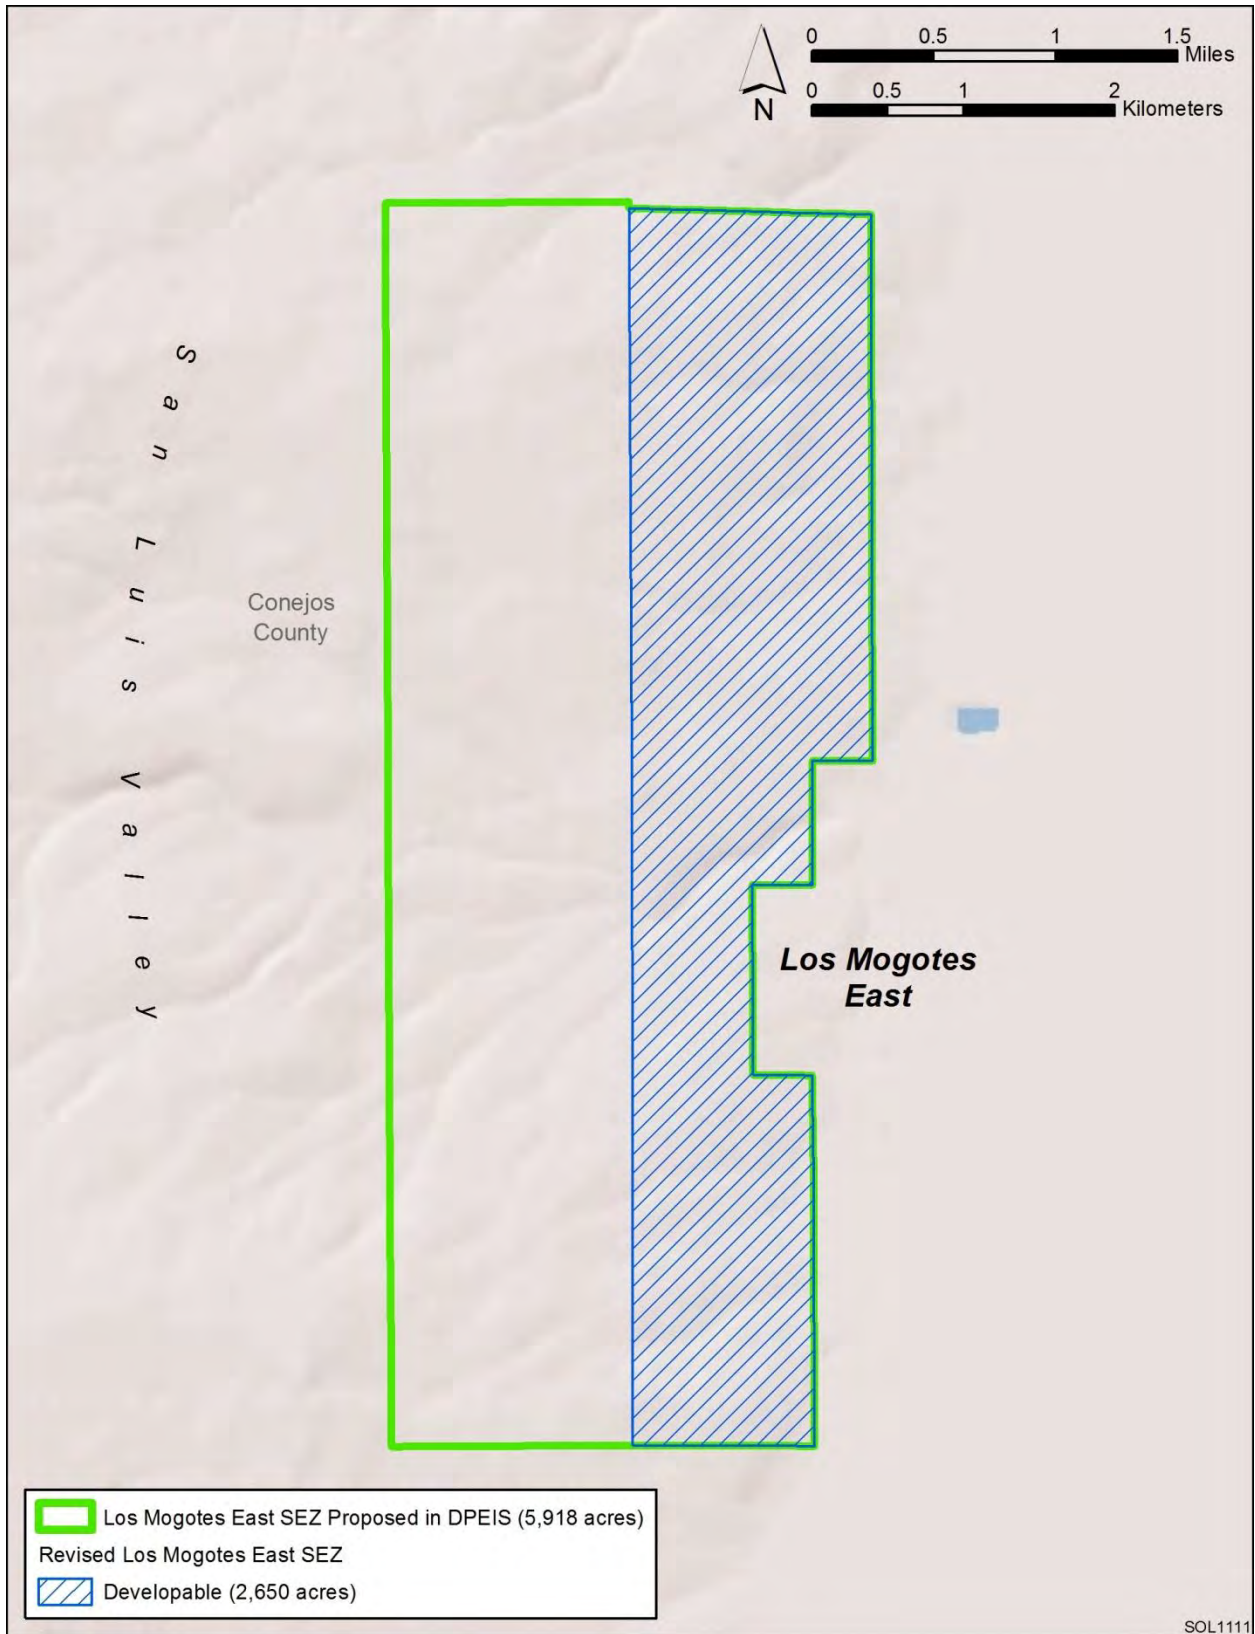 0 0.5 1 1.5
Miles
0 0.5 1 2
Kilometers
N
San Luis Valley
Conejos
County
Los Mogotes
East
Los Mogotes East SEZ Proposed in DPEIS (5,918 acres)
Revised Los Mogotes East SEZ
Developable (2,650 acres)
SOL1111